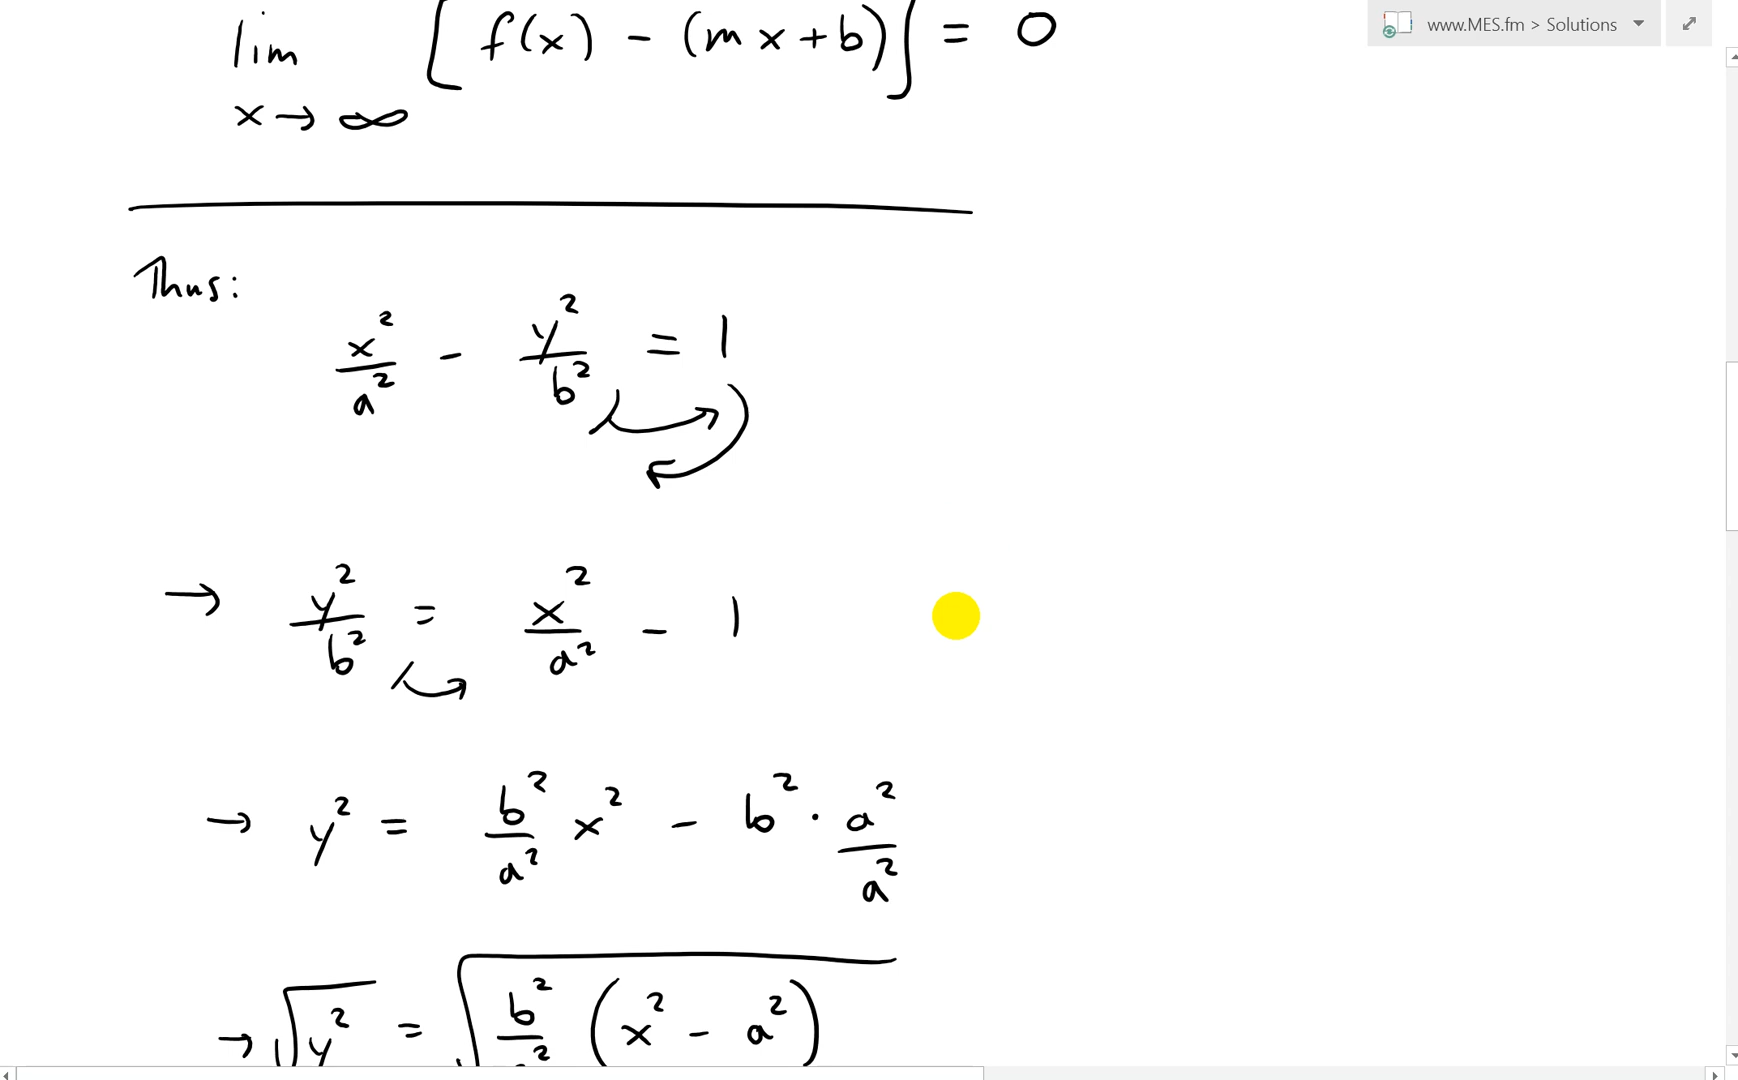 www.MES.fm > Solutions
lim [ f(x) - (mx+b) ] = 0
x → ∞
Thus:
x²/a² - y²/b² = 1
→ y²/b² = x²/a² - 1
→ y² = b²/a² x² - b² · a²/a²
→ √y² = √ b²/a² (x² - a²)